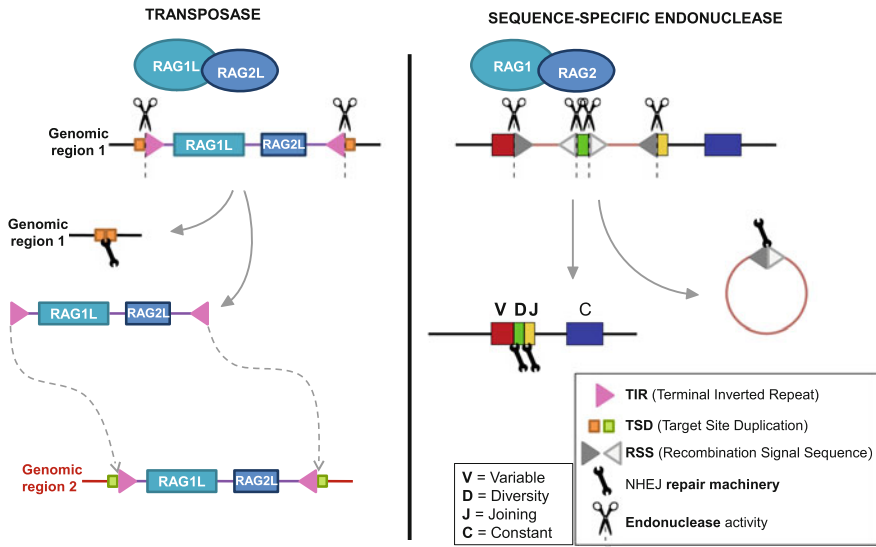 TRANSPOSASE
RAG1L
RAG2L
Genomic
region 1
RAG1L
RAG2L
Genomic
region 1
RAG1L
RAG2L
Genomic
region 2
RAG1L
RAG2L
SEQUENCE-SPECIFIC ENDONUCLEASE
RAG1
RAG2
V D J C
V = Variable
D = Diversity
J = Joining
C = Constant
TIR (Terminal Inverted Repeat)
TSD (Target Site Duplication)
RSS (Recombination Signal Sequence)
NHEJ repair machinery
Endonuclease activity